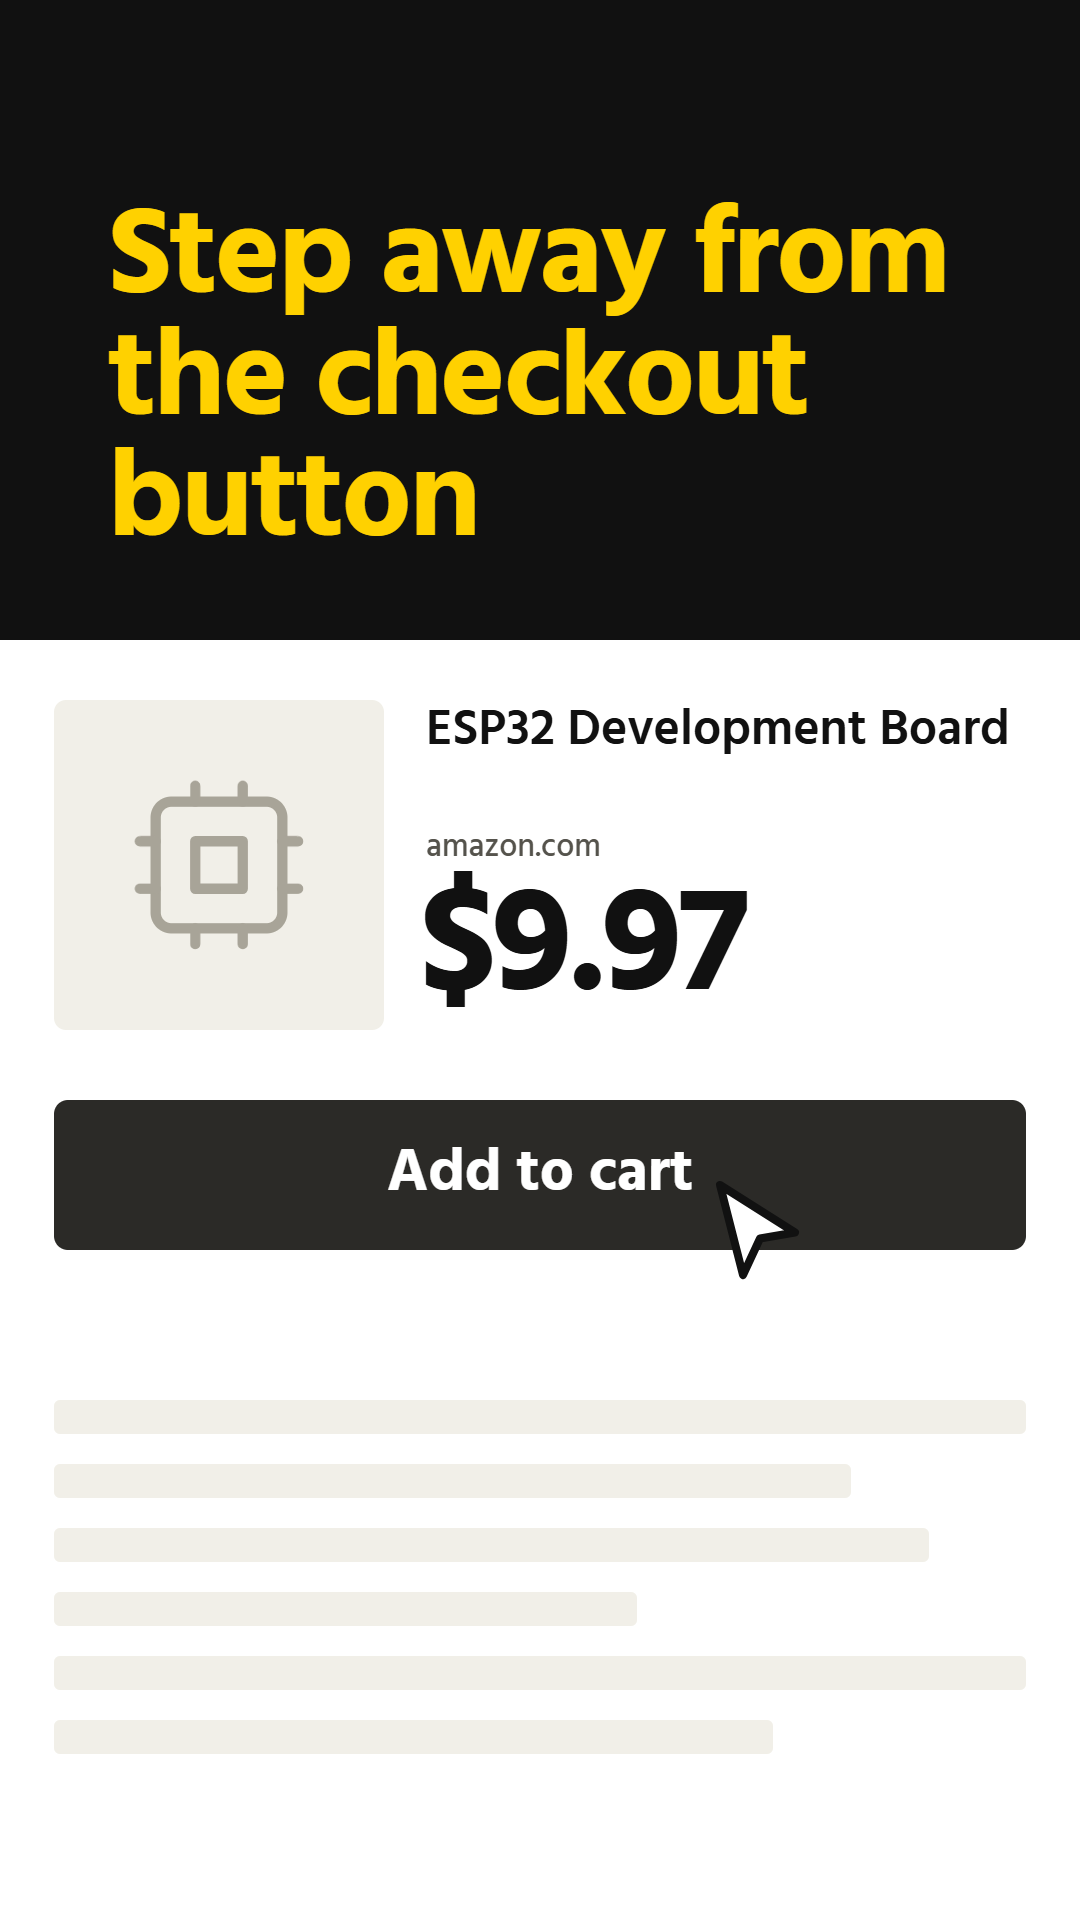 Step away from
the checkout
button
ESP32 Development Board
amazon.com
$9.97
Add to cart